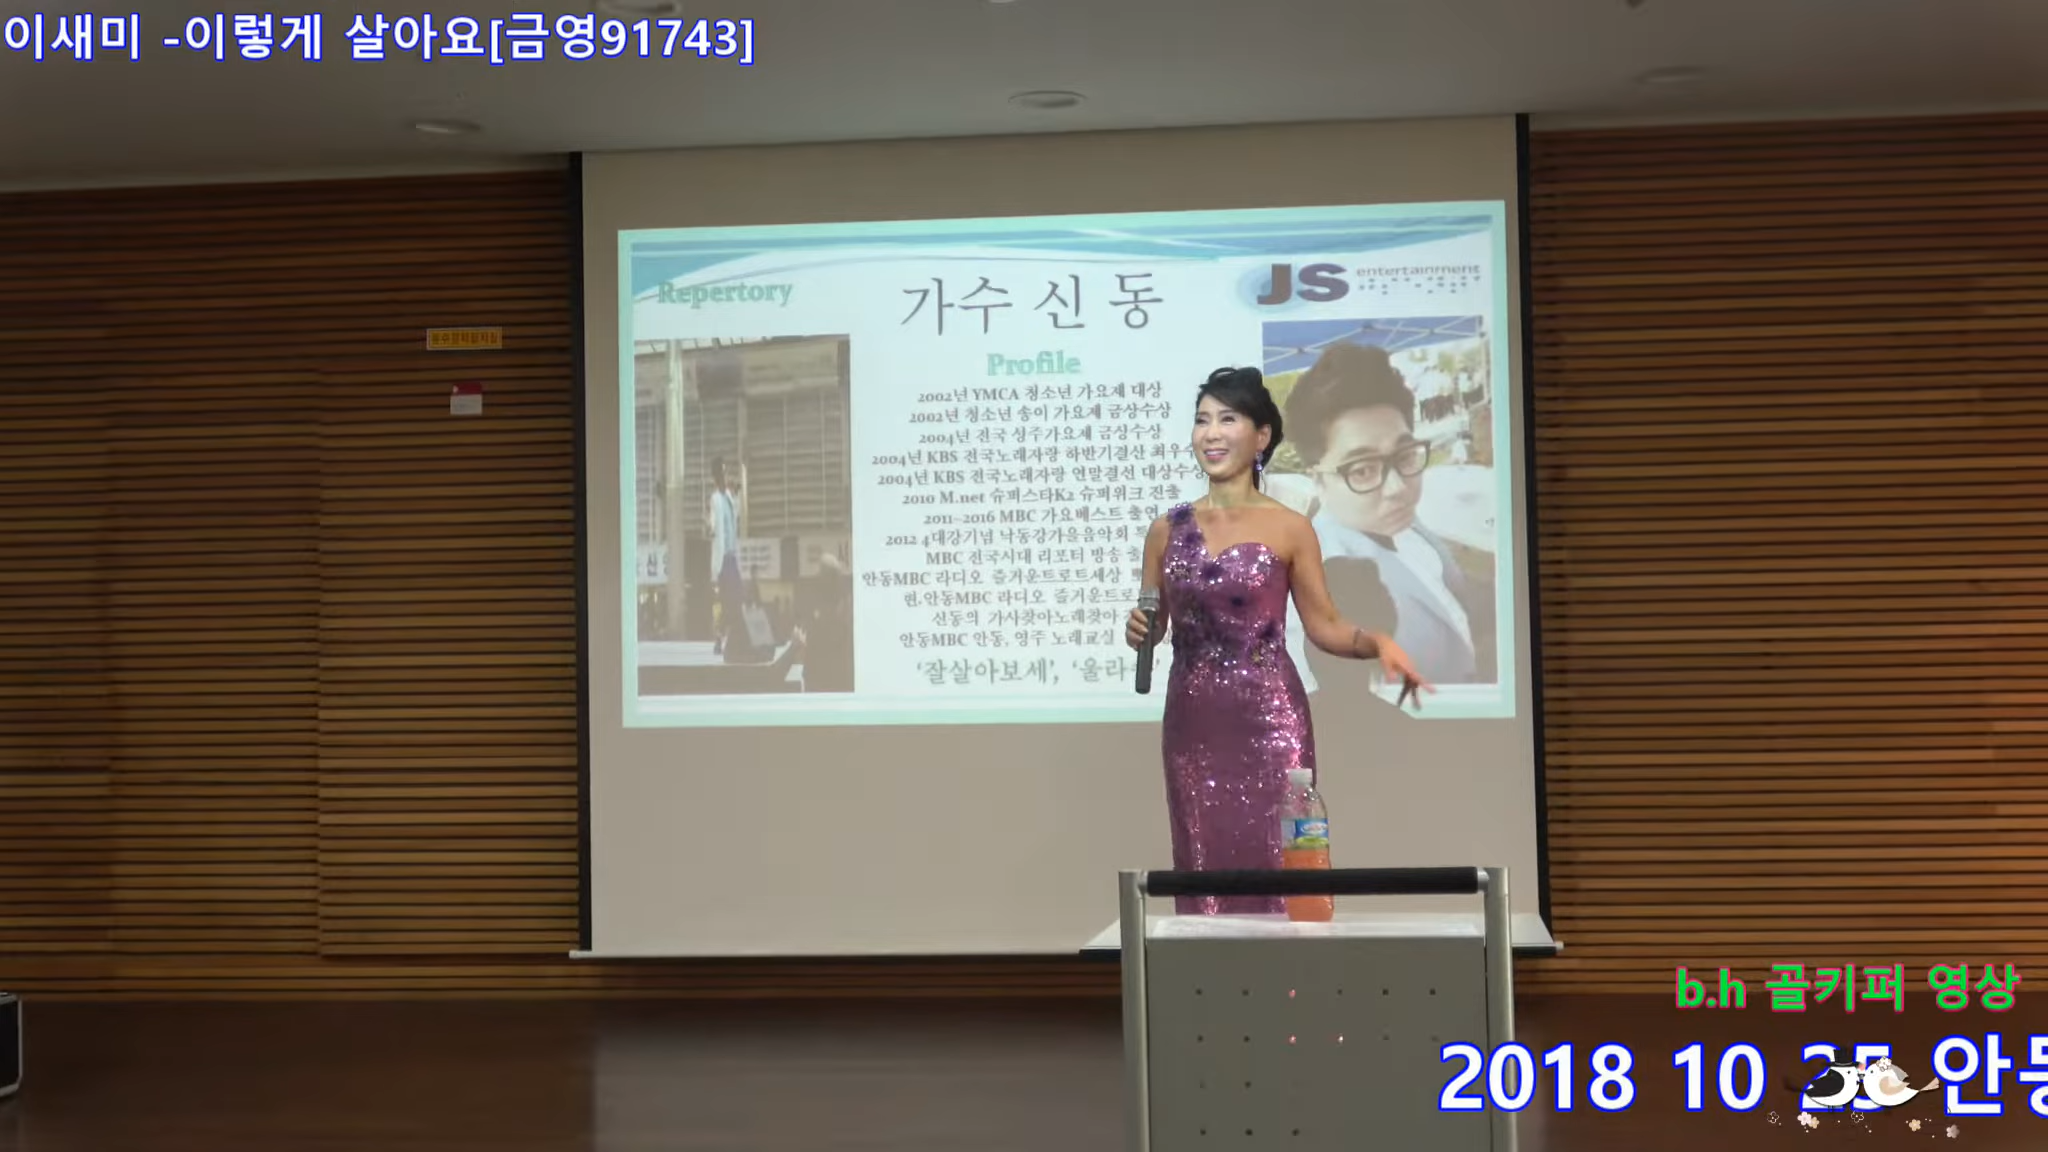 이새미 -이렇게 살아요[금영91743]
Repertory
가수 신 동
JS entertainment
Profile
2002년 YMCA 청소년 가요제 대상
2002년 청소년 송이 가요제 금상수상
2004년 전국 성주가요제 금상수상
2004년 KBS 전국노래자랑 하반기결산 최우수
2004년 KBS 전국노래자랑 연말결선 대상수상
2010 M.net 슈퍼스타K2 슈퍼위크 진출
2011~2016 MBC 가요베스트 출연
2012 4대강기념 낙동강가을음악회
MBC 전국시대 리포터 방송
안동MBC 라디오 즐거운트로트세상
현.안동MBC 라디오 즐거운트로
신동의 가사찾아노래찾아
안동MBC 안동, 영주 노래교실
'잘살아보세', '울라
b.h 골키퍼 영상
2018 10 25 안동